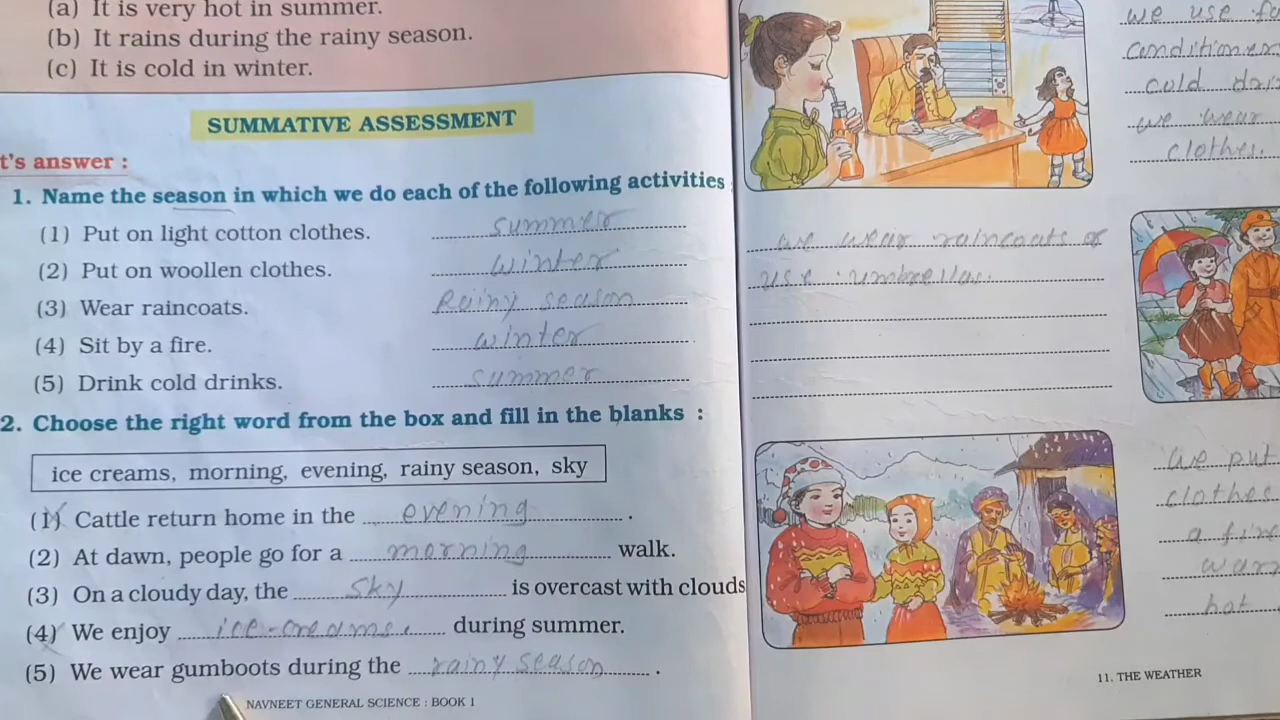 (a) It is very hot in summer.
(b) It rains during the rainy season.
(c) It is cold in winter.
SUMMATIVE ASSESSMENT
t's answer :
1. Name the season in which we do each of the following activities :
(1) Put on light cotton clothes. summer
(2) Put on woollen clothes. winter
(3) Wear raincoats. Rainy season
(4) Sit by a fire. winter
(5) Drink cold drinks. summer
2. Choose the right word from the box and fill in the blanks :
ice creams, morning, evening, rainy season, sky
(1) Cattle return home in the evening .
(2) At dawn, people go for a morning walk.
(3) On a cloudy day, the sky is overcast with clouds
(4) We enjoy ice-creams, during summer.
(5) We wear gumboots during the rainy season .
NAVNEET GENERAL SCIENCE : BOOK 1
we use
conditioner
cold
we wear
clothes.
we wear raincoats or
use umbrellas.
we put
clothes
a
hot
11. THE WEATHER